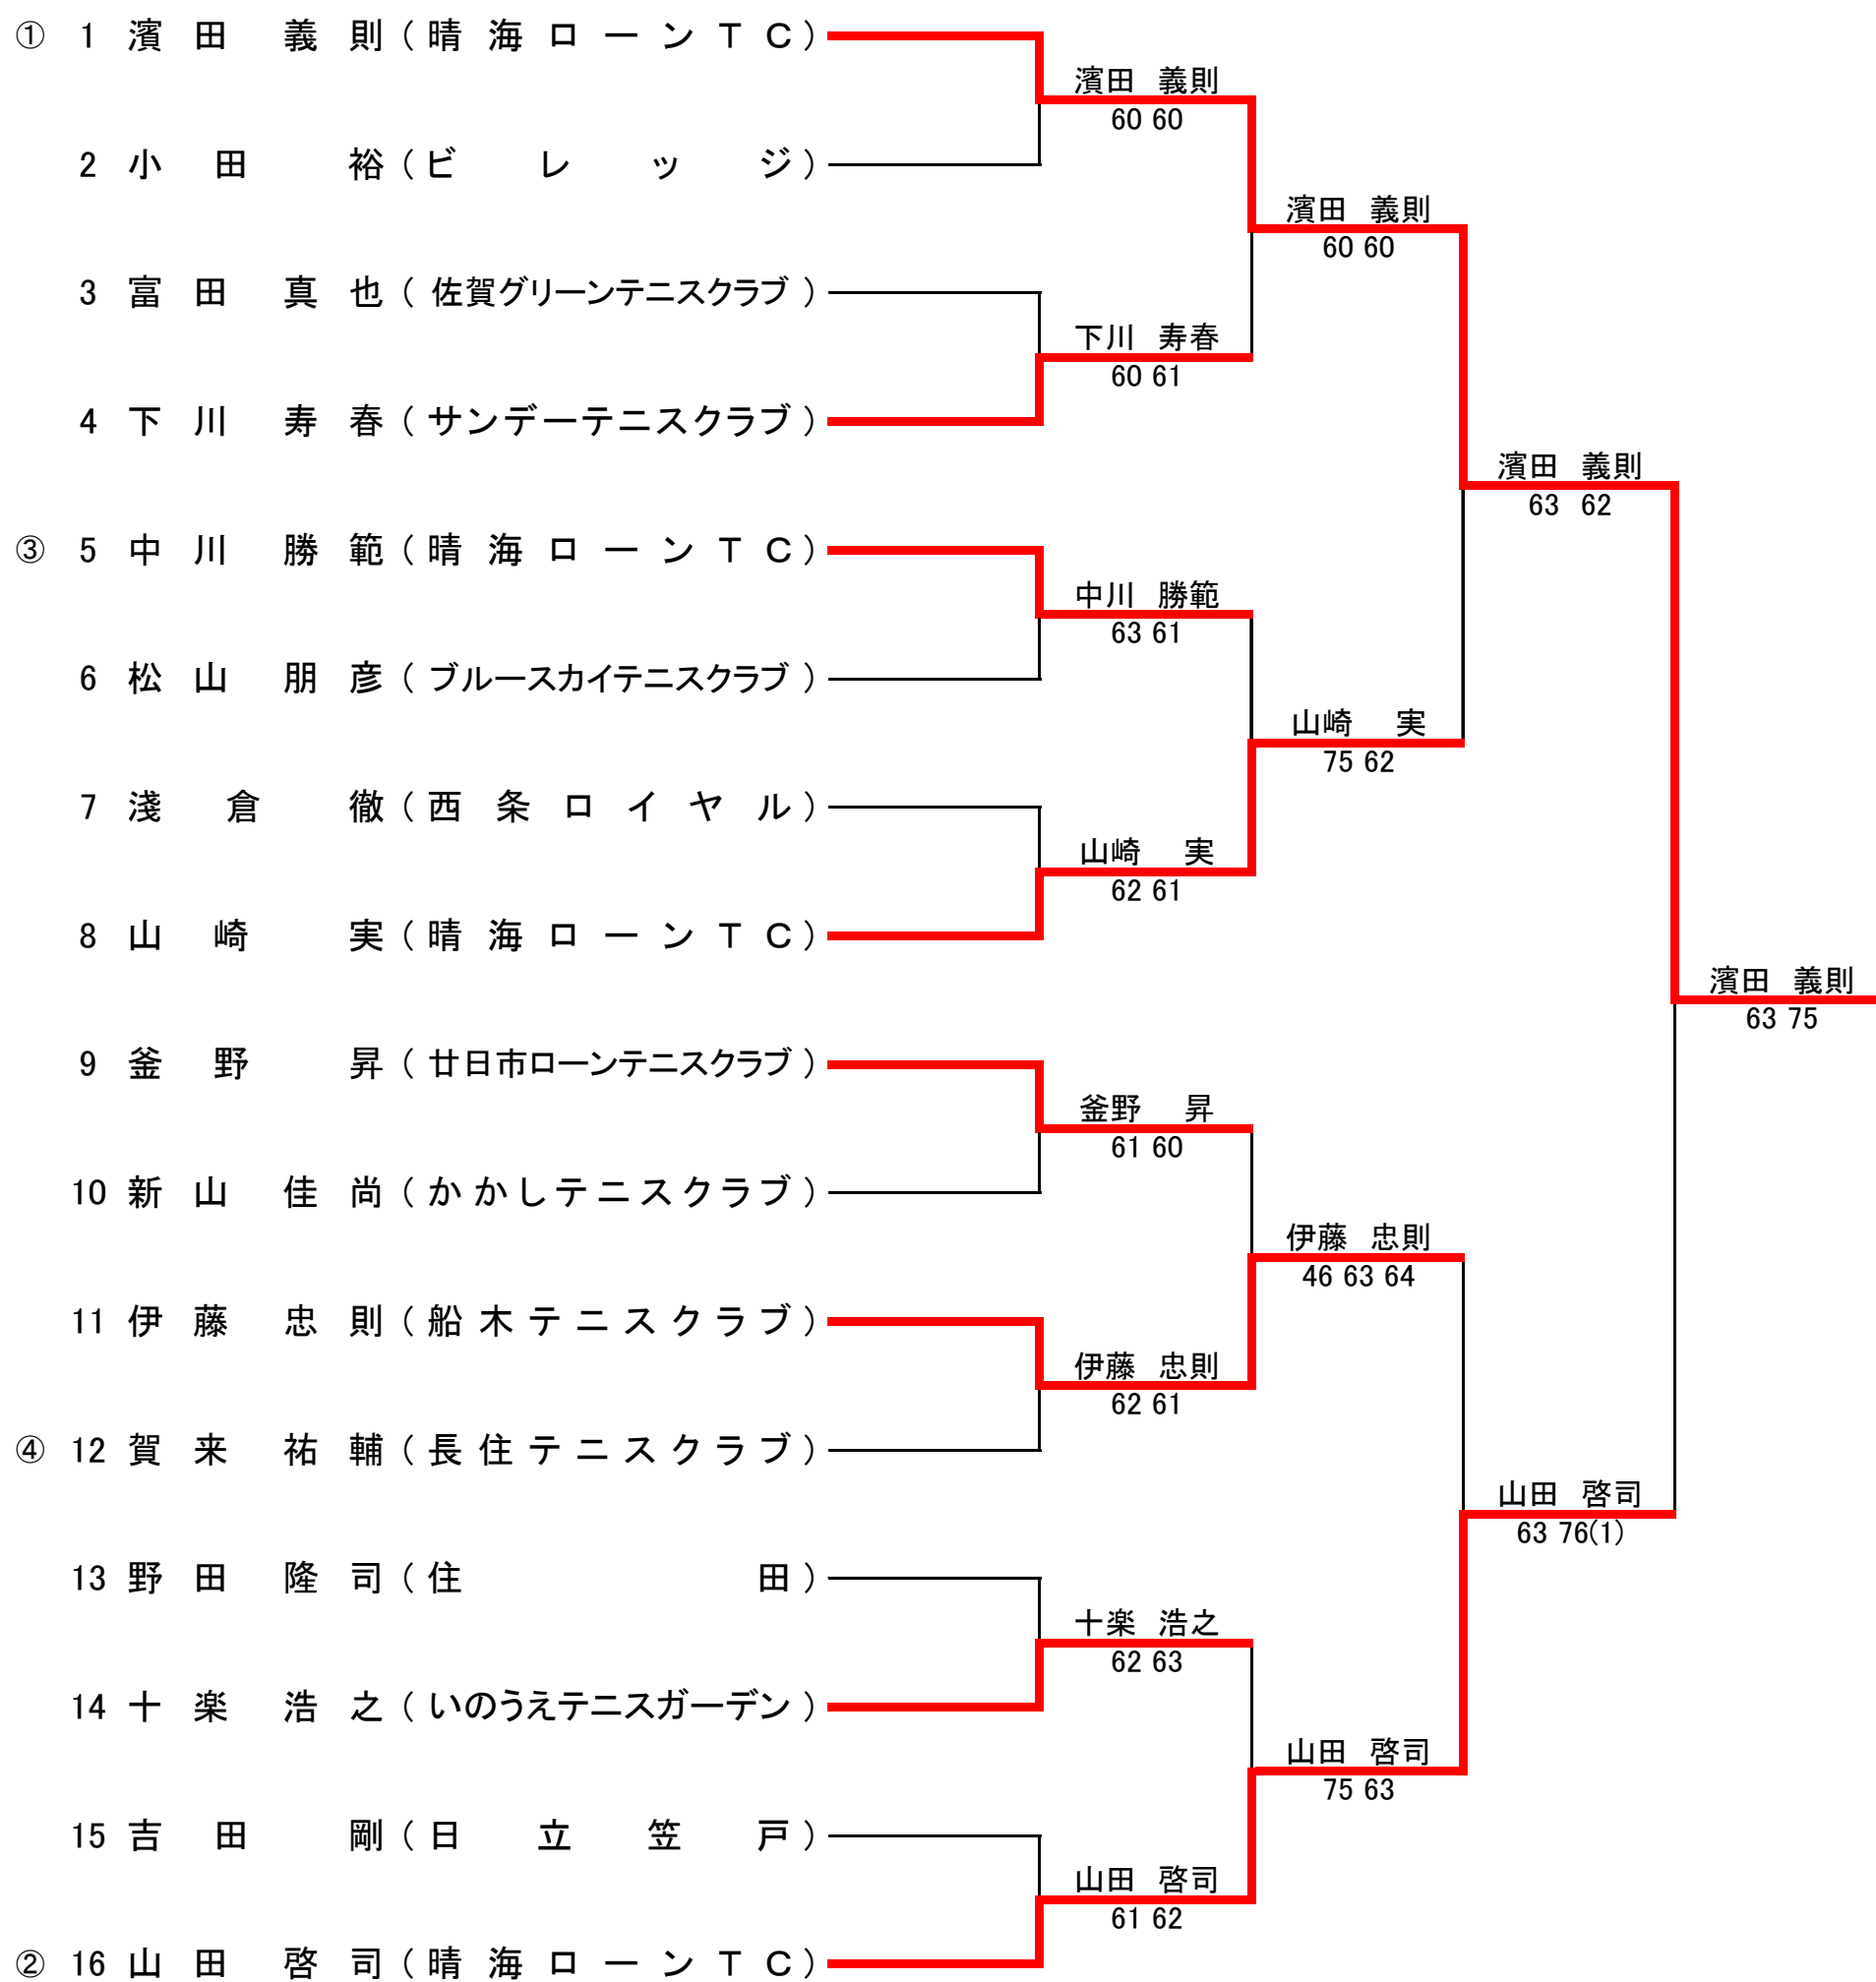 ① 1 濱田 義則(晴海ローンTC)
濱田 義則
60 60
2 小田 裕(ビレッジ)
濱田 義則
60 60
3 富田 真也(佐賀グリーンテニスクラブ)
下川 寿春
60 61
4 下川 寿春(サンデーテニスクラブ)
濱田 義則
63 62
③ 5 中川 勝範(晴海ローンTC)
中川 勝範
63 61
6 松山 朋彦(ブルースカイテニスクラブ)
山崎 実
75 62
7 淺倉 徹(西条ロイヤル)
山崎 実
62 61
8 山崎 実(晴海ローンTC)
濱田 義則
63 75
9 釜野 昇(廿日市ローンテニスクラブ)
釜野 昇
61 60
10 新山 佳尚(かかしテニスクラブ)
伊藤 忠則
46 63 64
11 伊藤 忠則(船木テニスクラブ)
伊藤 忠則
62 61
④ 12 賀来 祐輔(長住テニスクラブ)
山田 啓司
63 76(1)
13 野田 隆司(住田)
十楽 浩之
62 63
14 十楽 浩之(いのうえテニスガーデン)
山田 啓司
75 63
15 吉田 剛(日立笠戸)
山田 啓司
61 62
② 16 山田 啓司(晴海ローンTC)